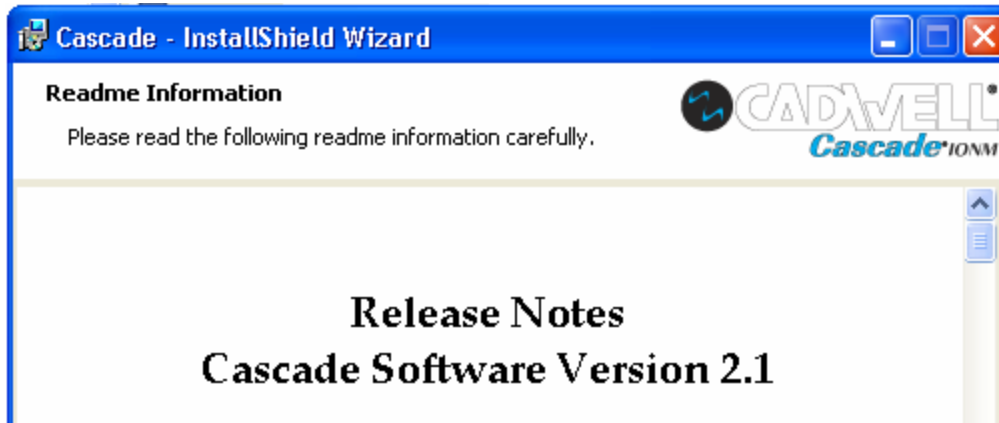 Cascade - InstallShield Wizard
Readme Information
Please read the following readme information carefully.
CADWELL
Cascade IONM
Release Notes
Cascade Software Version 2.1